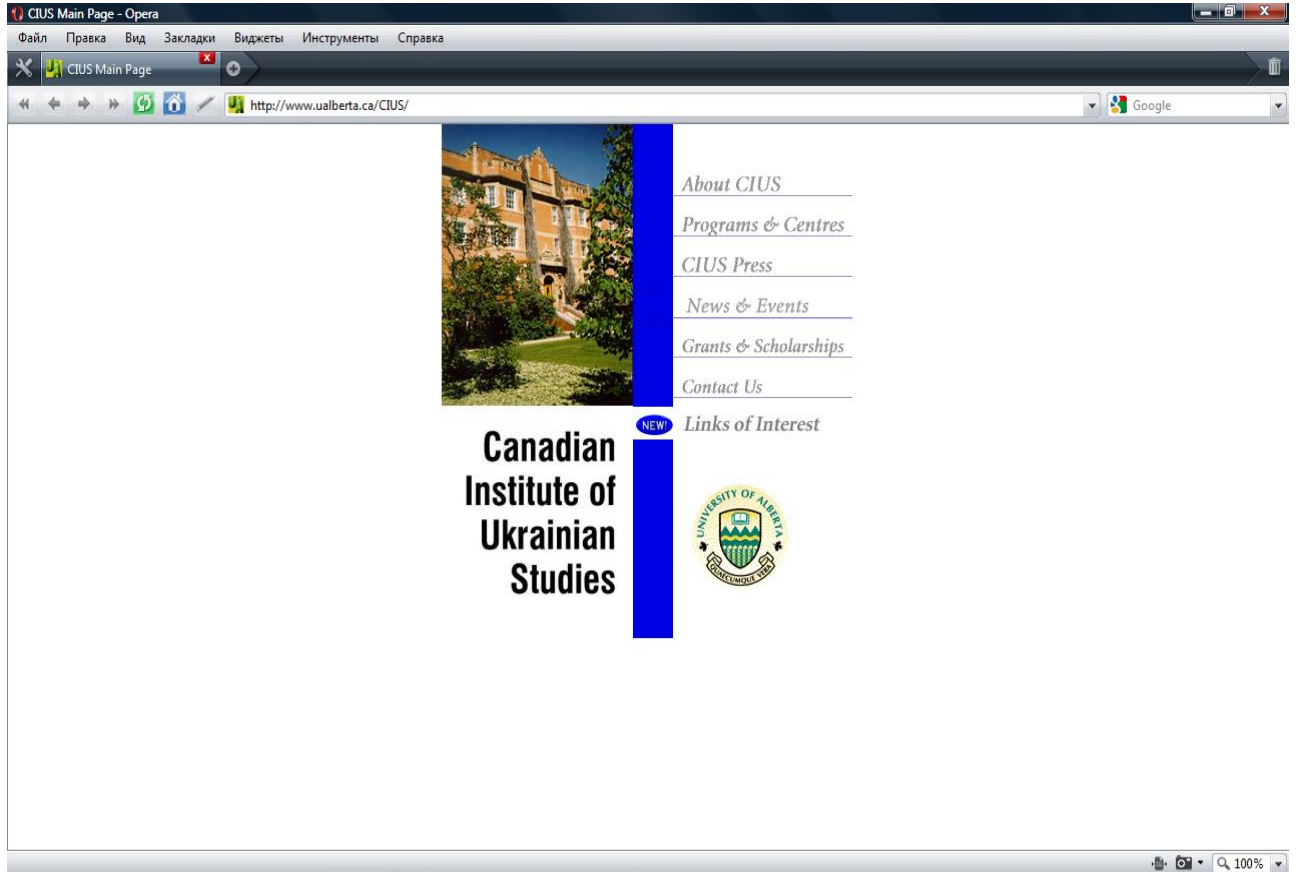 CIUS Main Page - Opera
Файл Правка Вид Закладки Виджеты Инструменты Справка
CIUS Main Page
http://www.ualberta.ca/CIUS/
Google
About CIUS
Programs & Centres
CIUS Press
News & Events
Grants & Scholarships
Contact Us
NEW! Links of Interest
Canadian
Institute of
Ukrainian
Studies
UNIVERSITY OF ALBERTA
QUAECUMQUE VERA
100%